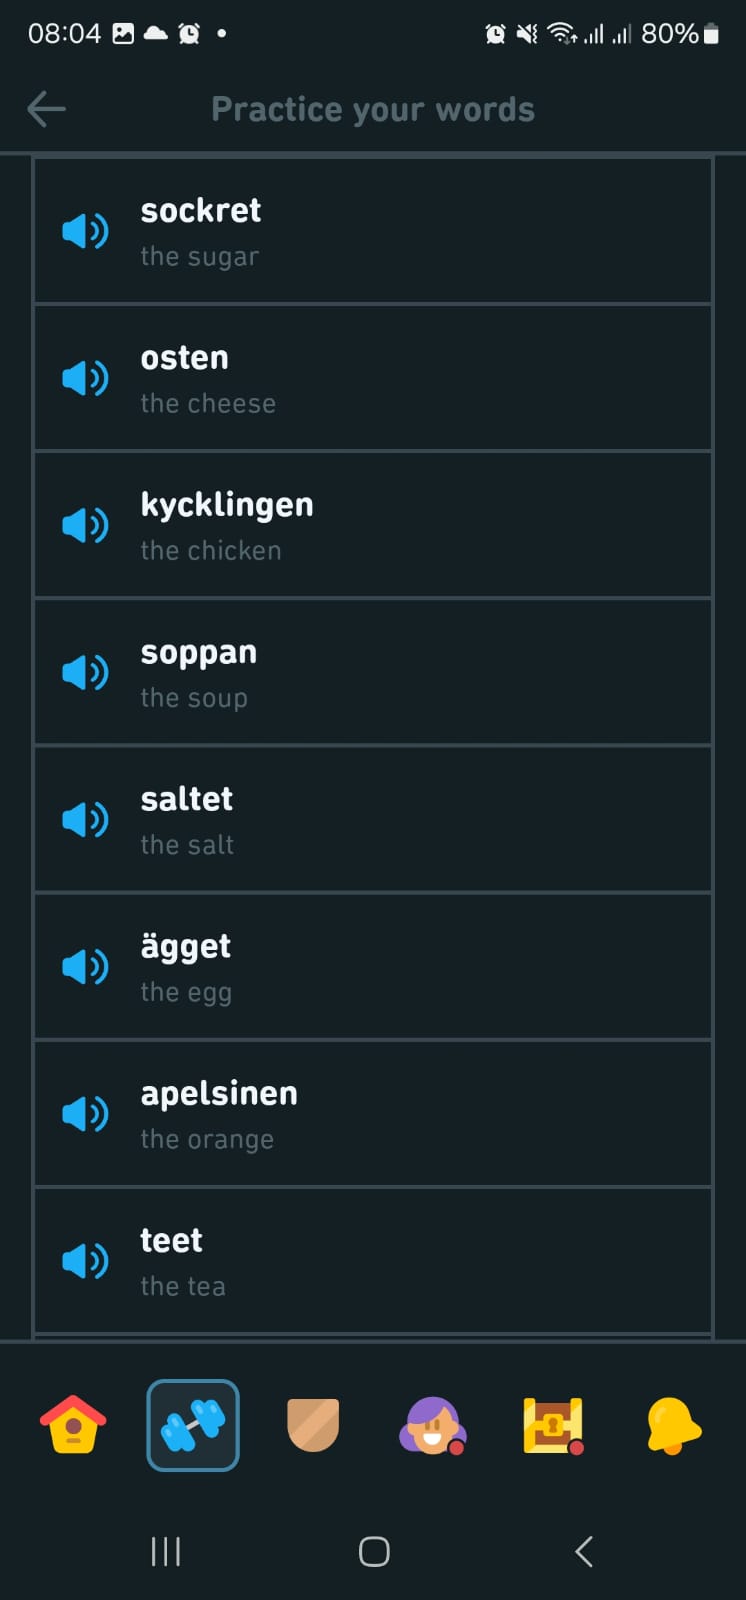 08:04
80%
Practice your words
sockret
the sugar
osten
the cheese
kycklingen
the chicken
soppan
the soup
saltet
the salt
ägget
the egg
apelsinen
the orange
teet
the tea